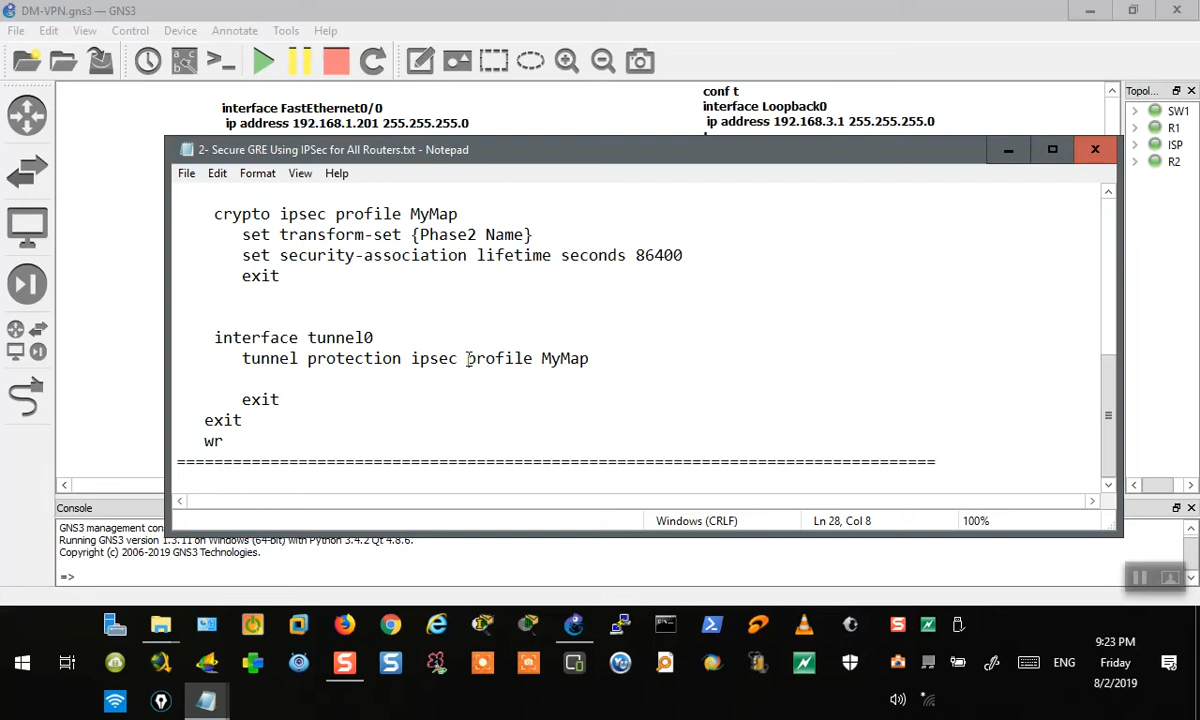 DM-VPN.gns3 — GNS3
File Edit View Control Device Annotate Tools Help
interface FastEthernet0/0
ip address 192.168.1.201 255.255.255.0
conf t
interface Loopback0
ip address 192.168.3.1 255.255.255.0
Topol...
SW1
R1
ISP
R2
2- Secure GRE Using IPSec for All Routers.txt - Notepad
File Edit Format View Help
crypto ipsec profile MyMap
set transform-set {Phase2 Name}
set security-association lifetime seconds 86400
exit
interface tunnel0
tunnel protection ipsec profile MyMap
exit
exit
wr
=================================================================================
Windows (CRLF) Ln 28, Col 8 100%
Console
GNS3 management con
Running GNS3 version 1.3.11 on Windows (64-bit) with Python 3.4.2 Qt 4.8.6.
Copyright (c) 2006-2019 GNS3 Technologies.
=>
ENG
9:23 PM
Friday
8/2/2019